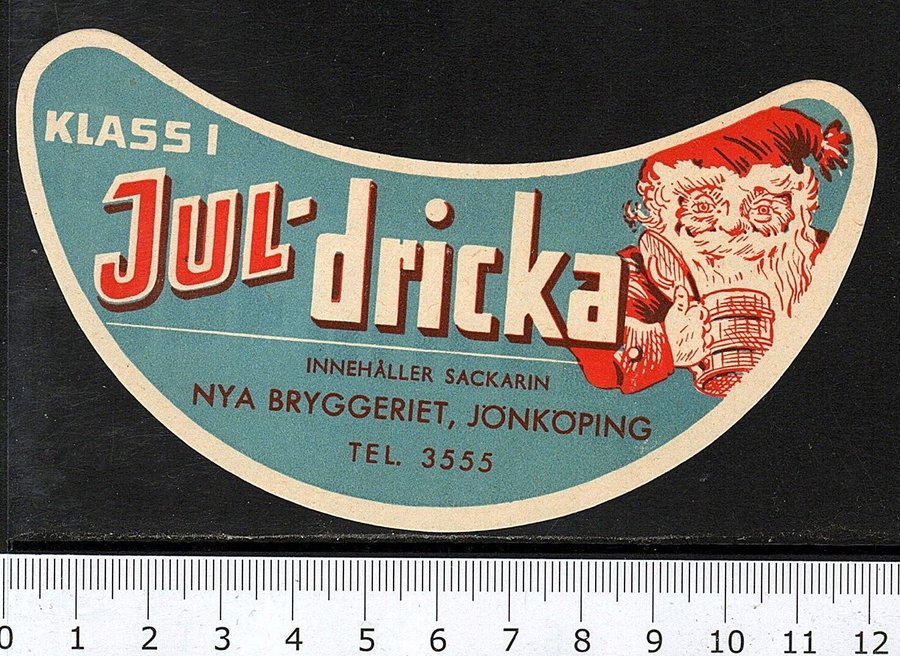 KLASS I
JUL-dricka
INNEHÅLLER SACKARIN
NYA BRYGGERIET, JÖNKÖPING
TEL. 3555
0 1 2 3 4 5 6 7 8 9 10 11 12